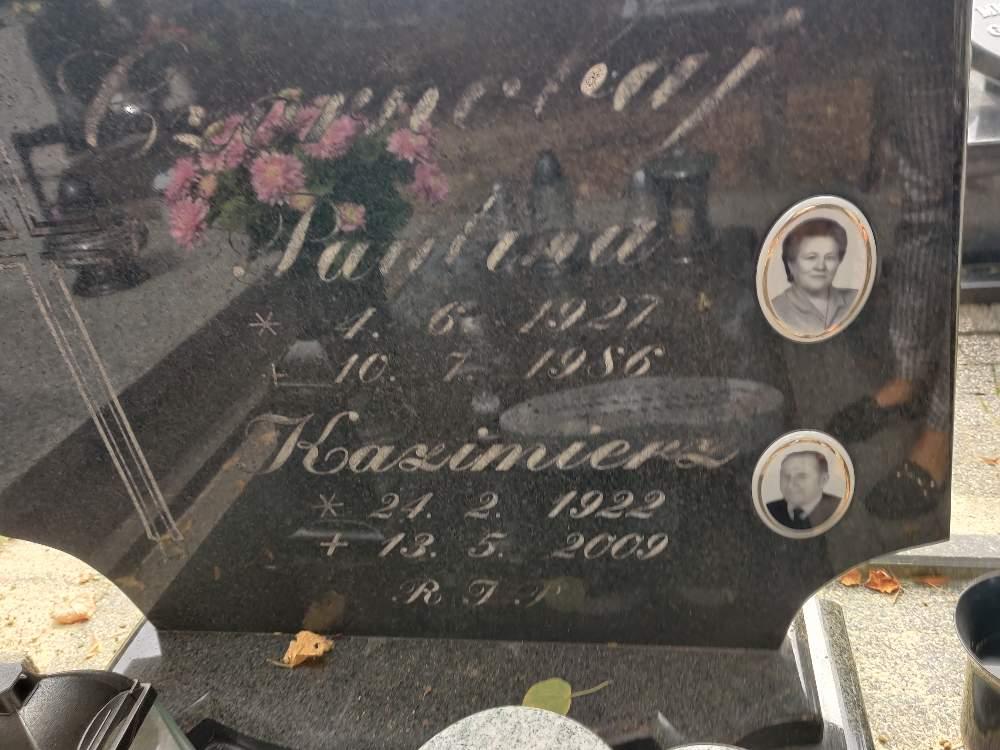 Paulina
* 4. 6. 1927
+ 10. 7. 1986
Kazimierz
* 24. 2. 1922
+ 13. 5. 2009
R I P